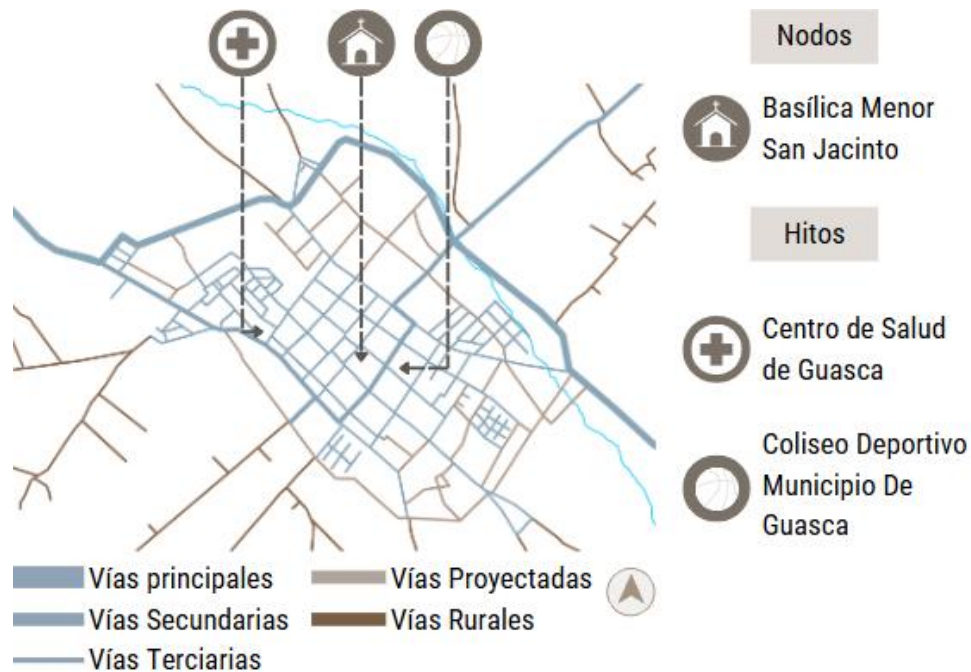 Nodos
Basílica Menor
San Jacinto
Hitos
Centro de Salud
de Guasca
Coliseo Deportivo
Municipio De
Guasca
Vías principales
Vías Secundarias
Vías Terciarias
Vías Proyectadas
Vías Rurales